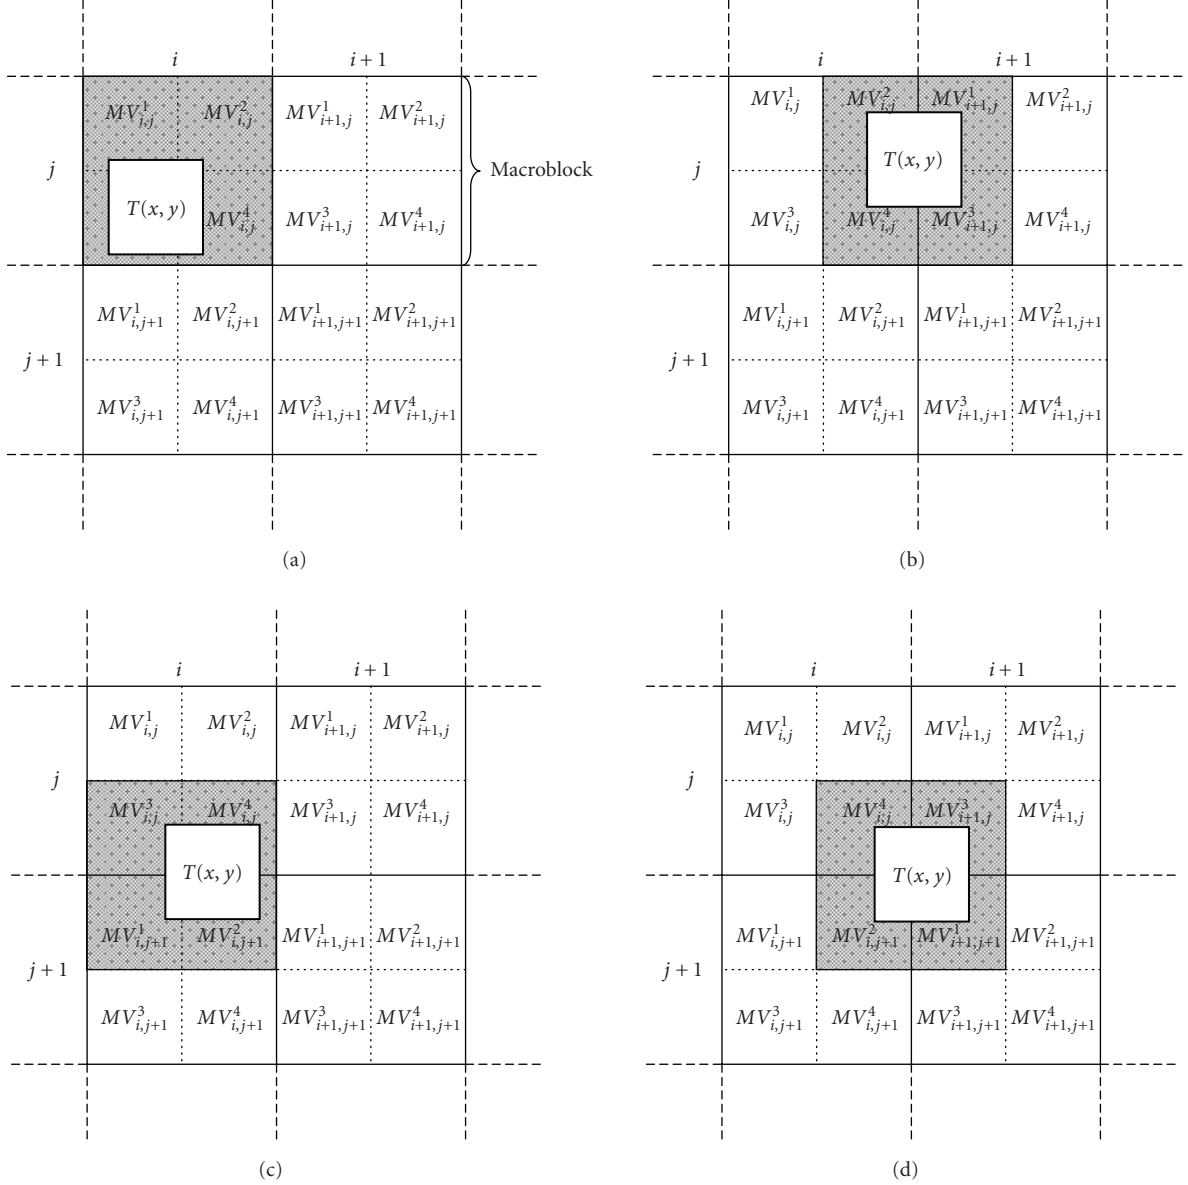 i i + 1
MV^1_{i,j} MV^2_{i,j} MV^1_{i+1,j} MV^2_{i+1,j}
j Macroblock
T(x, y) MV^4_{i,j} MV^3_{i+1,j} MV^4_{i+1,j}
MV^1_{i,j+1} MV^2_{i,j+1} MV^1_{i+1,j+1} MV^2_{i+1,j+1}
j + 1
MV^3_{i,j+1} MV^4_{i,j+1} MV^3_{i+1,j+1} MV^4_{i+1,j+1}
(a)
i i + 1
MV^1_{i,j} MV^2_{i,j} MV^1_{i+1,j} MV^2_{i+1,j}
j T(x, y)
MV^3_{i,j} MV^4_{i,j} MV^3_{i+1,j} MV^4_{i+1,j}
MV^1_{i,j+1} MV^2_{i,j+1} MV^1_{i+1,j+1} MV^2_{i+1,j+1}
j + 1
MV^3_{i,j+1} MV^4_{i,j+1} MV^3_{i+1,j+1} MV^4_{i+1,j+1}
(b)
i i + 1
MV^1_{i,j} MV^2_{i,j} MV^1_{i+1,j} MV^2_{i+1,j}
j
MV^3_{i,j} MV^4_{i,j} MV^3_{i+1,j} MV^4_{i+1,j}
T(x, y)
MV^1_{i,j+1} MV^2_{i,j+1} MV^1_{i+1,j+1} MV^2_{i+1,j+1}
j + 1
MV^3_{i,j+1} MV^4_{i,j+1} MV^3_{i+1,j+1} MV^4_{i+1,j+1}
(c)
i i + 1
MV^1_{i,j} MV^2_{i,j} MV^1_{i+1,j} MV^2_{i+1,j}
j
MV^3_{i,j} MV^4_{i,j} MV^3_{i+1,j} MV^4_{i+1,j}
T(x, y)
MV^1_{i,j+1} MV^2_{i,j+1} MV^1_{i+1,j+1} MV^2_{i+1,j+1}
j + 1
MV^3_{i,j+1} MV^4_{i,j+1} MV^3_{i+1,j+1} MV^4_{i+1,j+1}
(d)